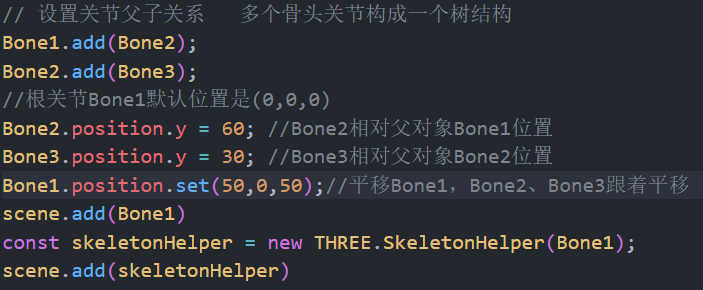 // 设置关节父子关系   多个骨头关节构成一个树结构
Bone1.add(Bone2);
Bone2.add(Bone3);
//根关节Bone1默认位置是(0,0,0)
Bone2.position.y = 60; //Bone2相对父对象Bone1位置
Bone3.position.y = 30; //Bone3相对父对象Bone2位置
Bone1.position.set(50,0,50);//平移Bone1，Bone2、Bone3跟着平移
scene.add(Bone1)
const skeletonHelper = new THREE.SkeletonHelper(Bone1);
scene.add(skeletonHelper)